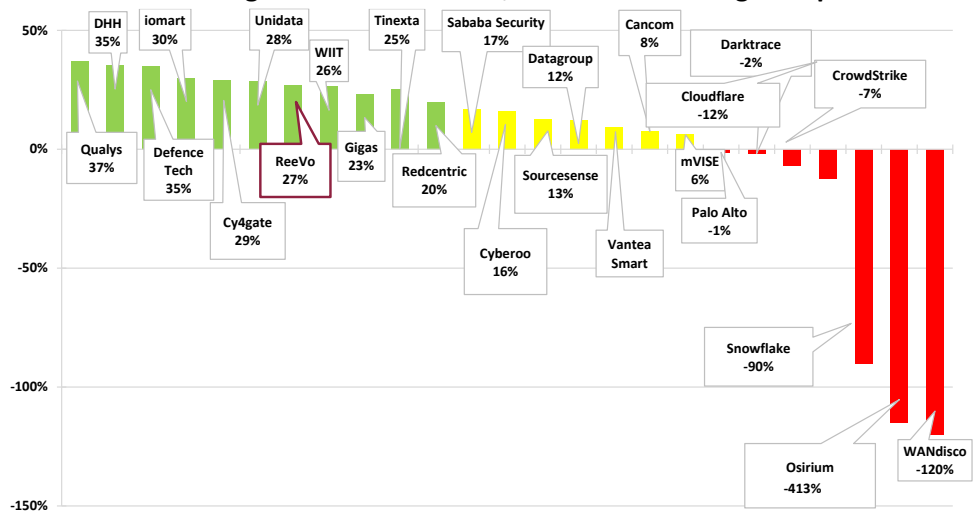 50%
0%
-50%
-100%
-150%
Qualys
37%
DHH
35%
Defence
Tech
35%
iomart
30%
Cy4gate
29%
Unidata
28%
ReeVo
27%
WIIT
26%
Gigas
23%
Tinexta
25%
Redcentric
20%
Sababa Security
17%
Cyberoo
16%
Sourcesense
13%
Datagroup
12%
Vantea
Smart
Cancom
8%
mVISE
6%
Palo Alto
-1%
Darktrace
-2%
Cloudflare
-12%
CrowdStrike
-7%
Snowflake
-90%
Osirium
-413%
WANdisco
-120%